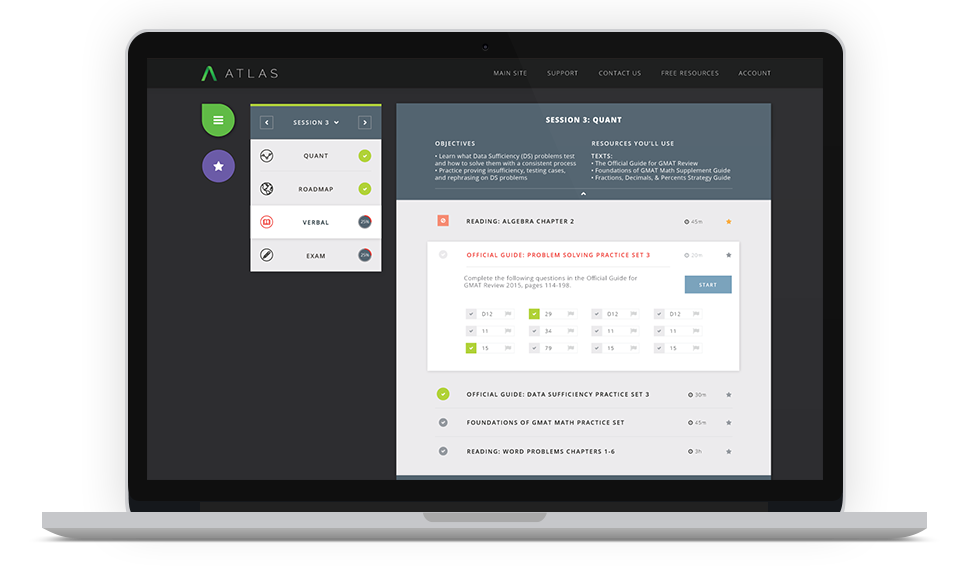 ATLAS
MAIN SITE SUPPORT CONTACT US FREE RESOURCES ACCOUNT
SESSION 3
QUANT
ROADMAP
VERBAL 25%
EXAM 25%
SESSION 3: QUANT
OBJECTIVES
• Learn what Data Sufficiency (DS) problems test
and how to solve them with a consistent process
• Practice proving insufficiency, testing cases,
and rephrasing on DS problems
RESOURCES YOU'LL USE
TEXTS:
• The Official Guide for GMAT Review
• Foundations of GMAT Math Supplement Guide
• Fractions, Decimals, & Percents Strategy Guide
READING: ALGEBRA CHAPTER 2 45m
OFFICIAL GUIDE: PROBLEM SOLVING PRACTICE SET 3 20m
Complete the following questions in the Official Guide for
GMAT Review 2015, pages 114-198.
START
D12 29 D12 D12
11 34 11 11
15 79 15 15
OFFICIAL GUIDE: DATA SUFFICIENCY PRACTICE SET 3 30m
FOUNDATIONS OF GMAT MATH PRACTICE SET 45m
READING: WORD PROBLEMS CHAPTERS 1-6 3h